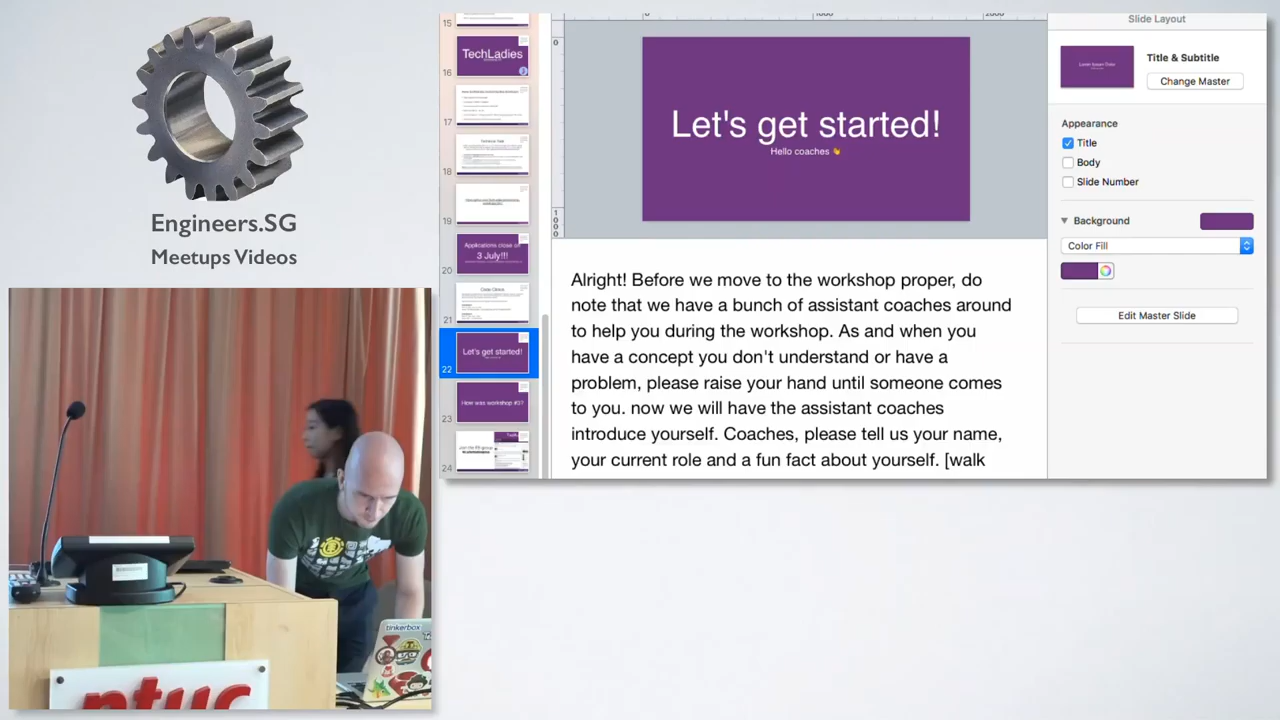 Engineers.SG
Meetups Videos
15
16
17
18
19
20
21
22
23
24
TechLadies
Applications close on
3 July!!!
Code Clinics
Let's get started!
How was workshop #3?
0
1000
Let's get started!
Hello coaches 👋
Alright! Before we move to the workshop proper, do
note that we have a bunch of assistant coaches around
to help you during the workshop. As and when you
have a concept you don't understand or have a
problem, please raise your hand until someone comes
to you. now we will have the assistant coaches
introduce yourself. Coaches, please tell us your name,
your current role and a fun fact about yourself. [walk
Slide Layout
Title & Subtitle
Change Master
Appearance
Title
Body
Slide Number
Background
Color Fill
Edit Master Slide
tinkerbox
ntuc